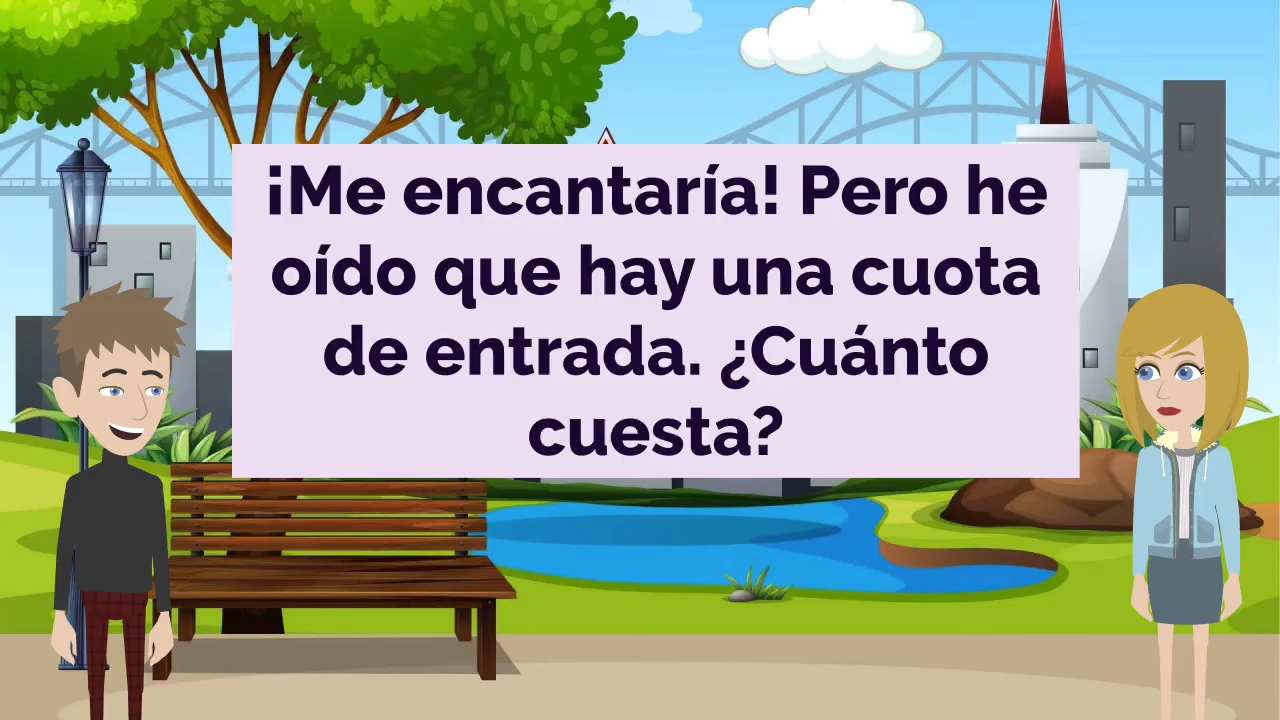 ¡Me encantaría! Pero he
oído que hay una cuota
de entrada. ¿Cuánto
cuesta?